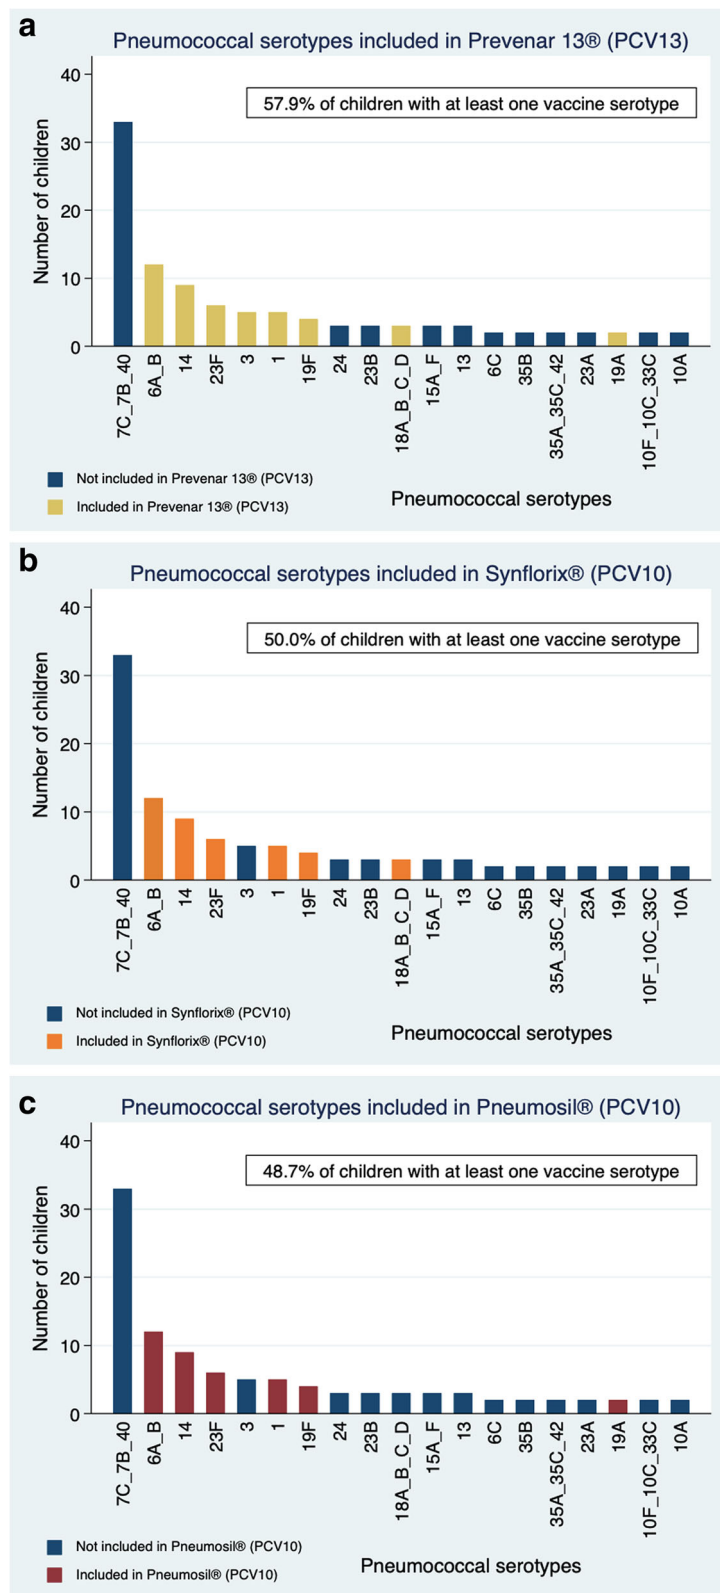 a
Pneumococcal serotypes included in Prevenar 13® (PCV13)
57.9% of children with at least one vaccine serotype
Number of children
40
30
20
10
0
7C_7B_40
6A_B
14
23F
3
1
19F
24
23B
18A_B_C_D
15A_F
13
6C
35B
35A_35C_42
23A
19A
10F_10C_33C
10A
Not included in Prevenar 13® (PCV13)
Included in Prevenar 13® (PCV13)
Pneumococcal serotypes
b
Pneumococcal serotypes included in Synflorix® (PCV10)
50.0% of children with at least one vaccine serotype
Number of children
40
30
20
10
0
7C_7B_40
6A_B
14
23F
3
1
19F
24
23B
18A_B_C_D
15A_F
13
6C
35B
35A_35C_42
23A
19A
10F_10C_33C
10A
Not included in Synflorix® (PCV10)
Included in Synflorix® (PCV10)
Pneumococcal serotypes
c
Pneumococcal serotypes included in Pneumosil® (PCV10)
48.7% of children with at least one vaccine serotype
Number of children
40
30
20
10
0
7C_7B_40
6A_B
14
23F
3
1
19F
24
23B
18A_B_C_D
15A_F
13
6C
35B
35A_35C_42
23A
19A
10F_10C_33C
10A
Not included in Pneumosil® (PCV10)
Included in Pneumosil® (PCV10)
Pneumococcal serotypes